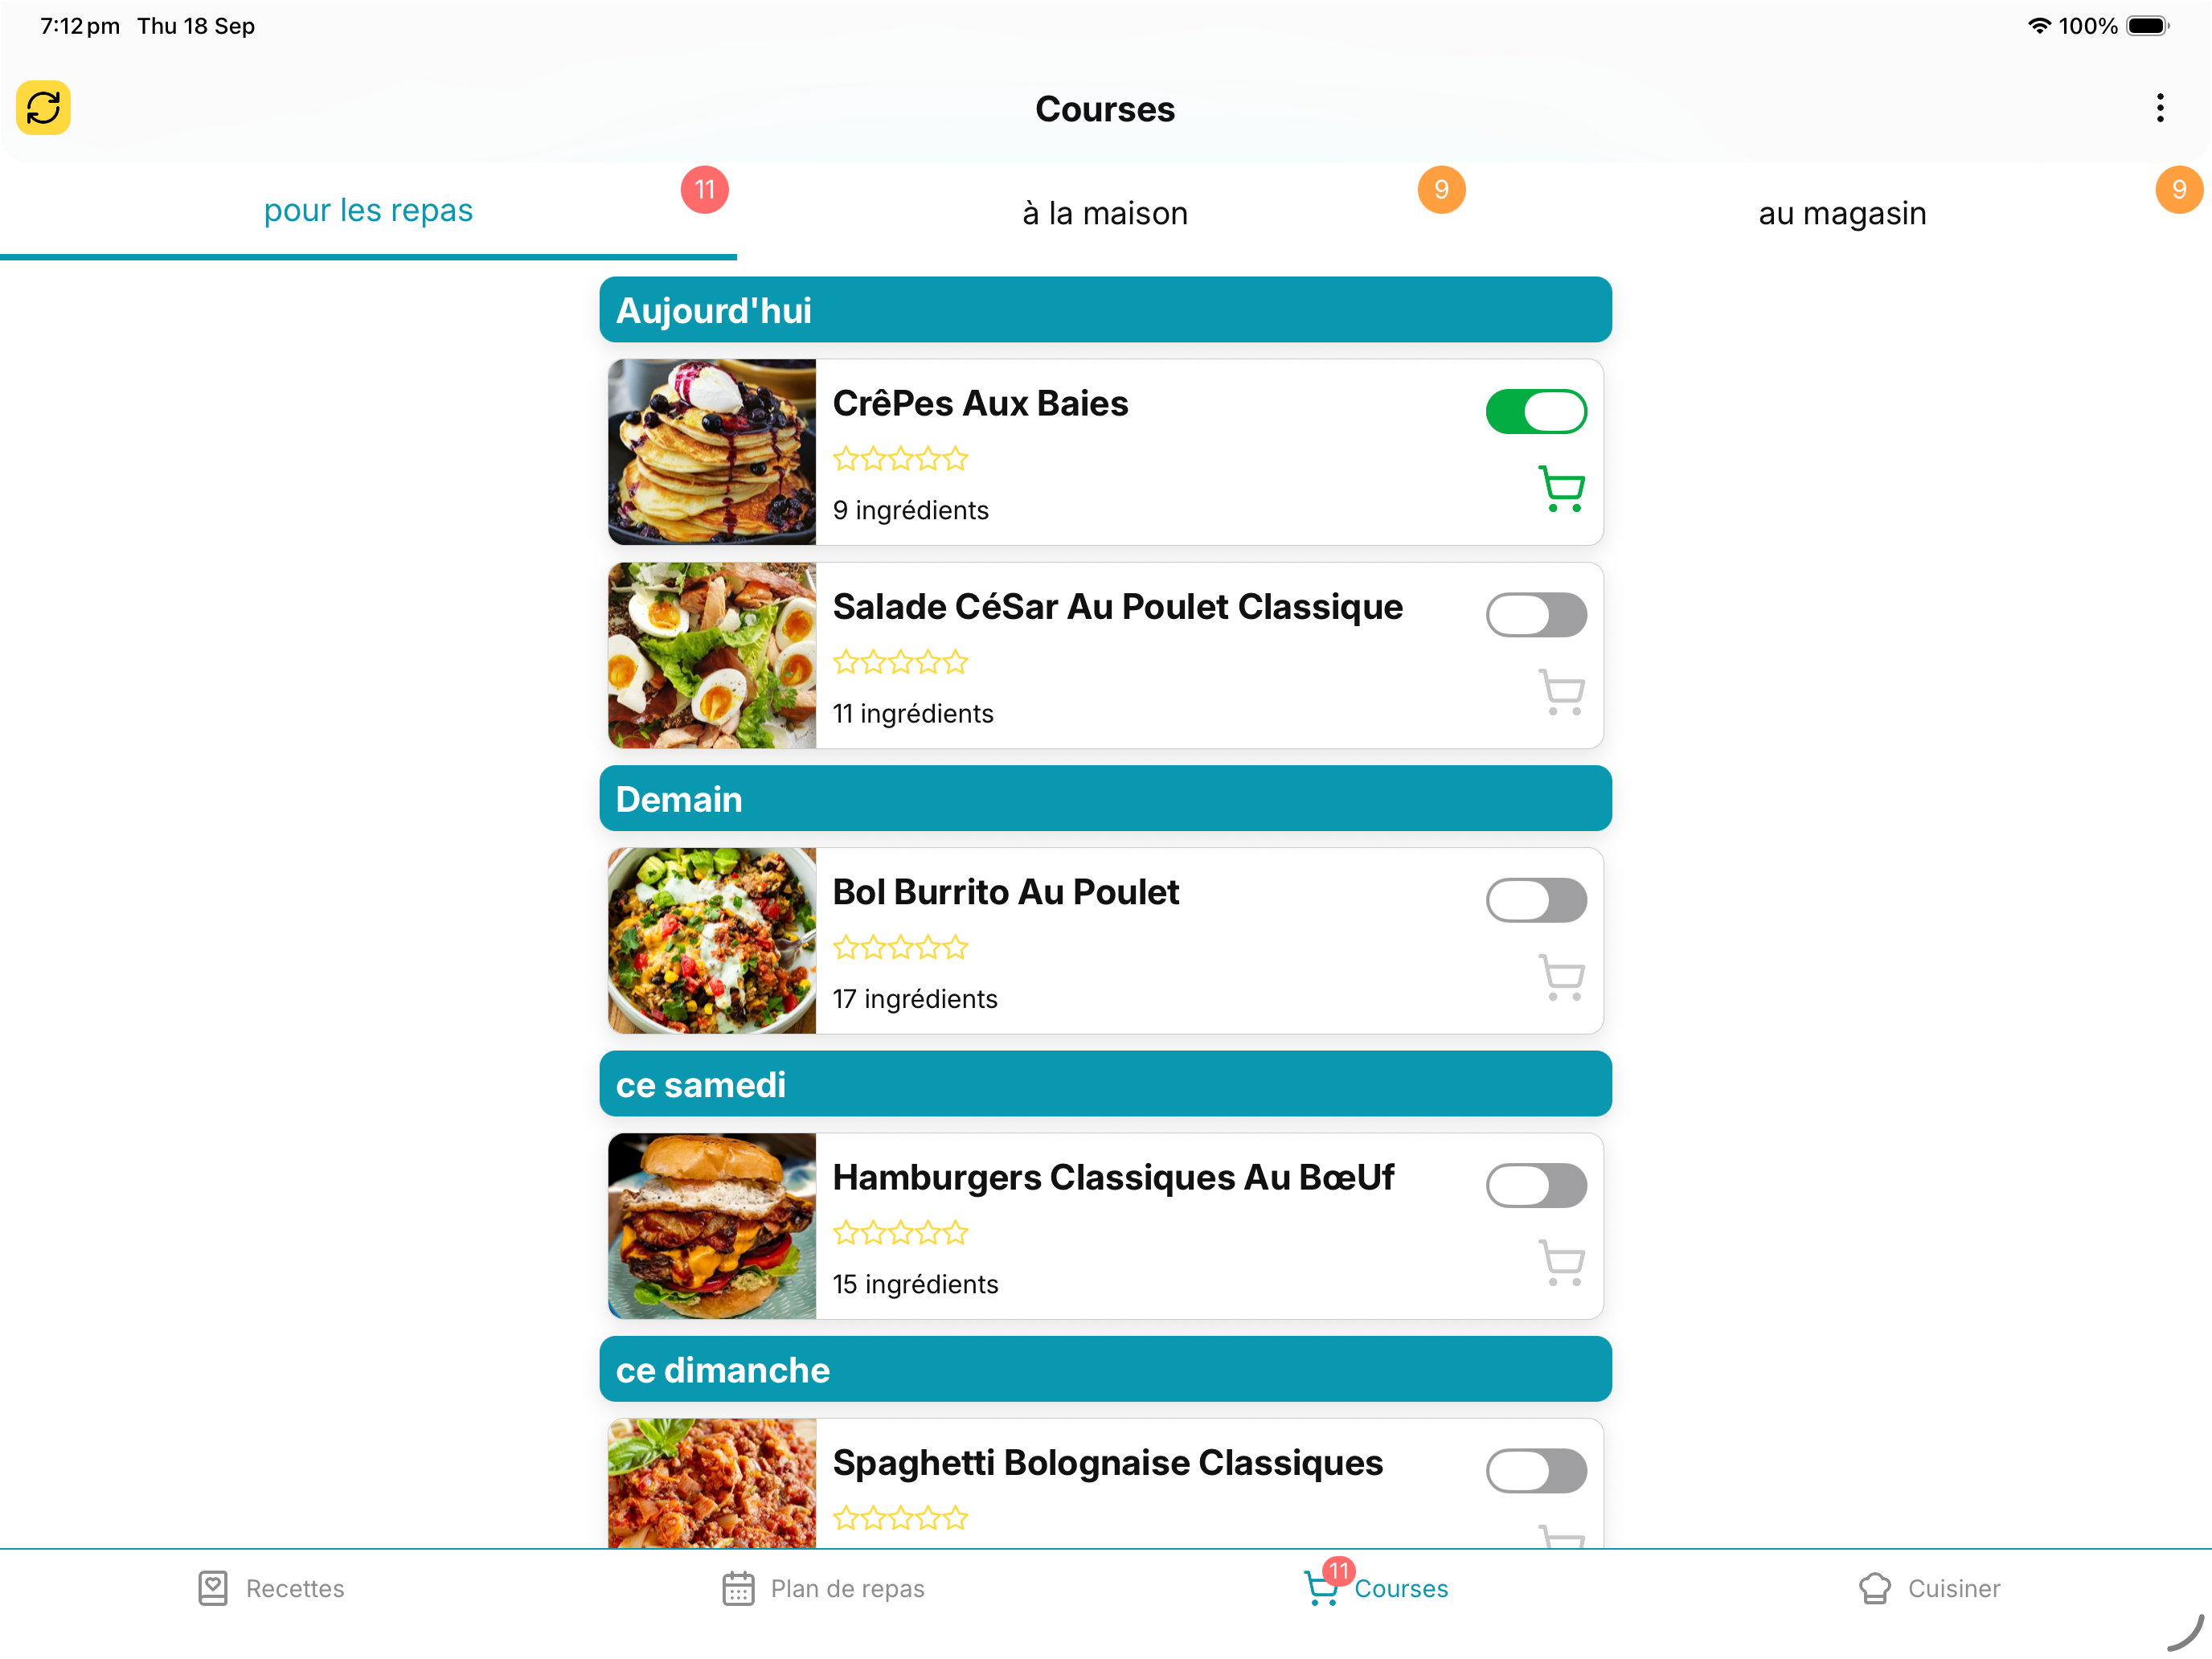 7:12 pm Thu 18 Sep
100%
Courses
pour les repas
11
à la maison
9
au magasin
9
Aujourd'hui
CrêPes Aux Baies
9 ingrédients
Salade CéSar Au Poulet Classique
11 ingrédients
Demain
Bol Burrito Au Poulet
17 ingrédients
ce samedi
Hamburgers Classiques Au BœUf
15 ingrédients
ce dimanche
Spaghetti Bolognaise Classiques
Recettes
Plan de repas
11
Courses
Cuisiner